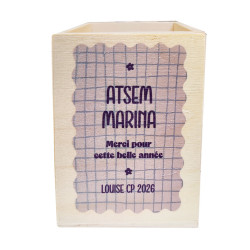 ATSEM
MARINA
Merci pour
cette belle année
LOUISE CP 2026